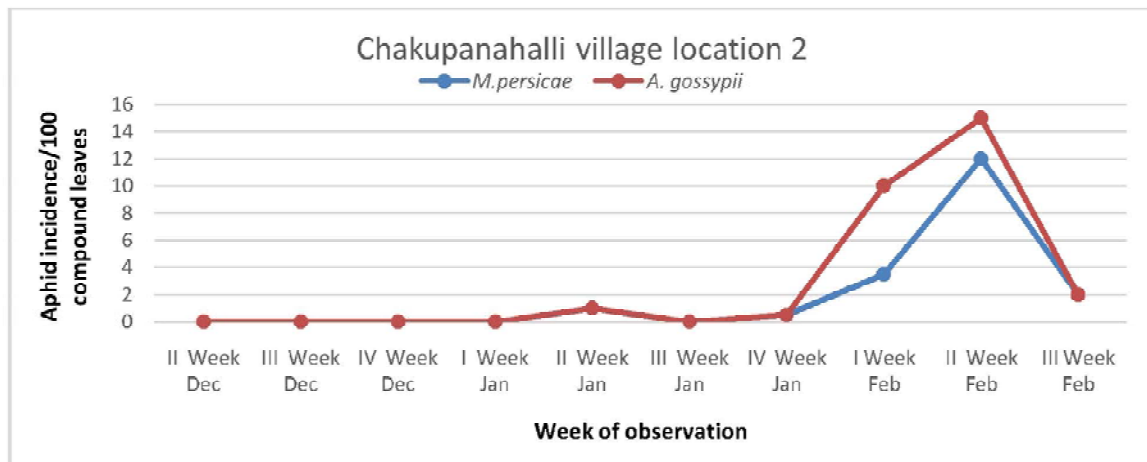 Chakupanahalli village location 2
M.persicae
A. gossypii
Aphid incidence/100
compound leaves
16
14
12
10
8
6
4
2
0
II Week
Dec
III Week
Dec
IV Week
Dec
I Week
Jan
II Week
Jan
III Week
Jan
IV Week
Jan
I Week
Feb
II Week
Feb
III Week
Feb
Week of observation